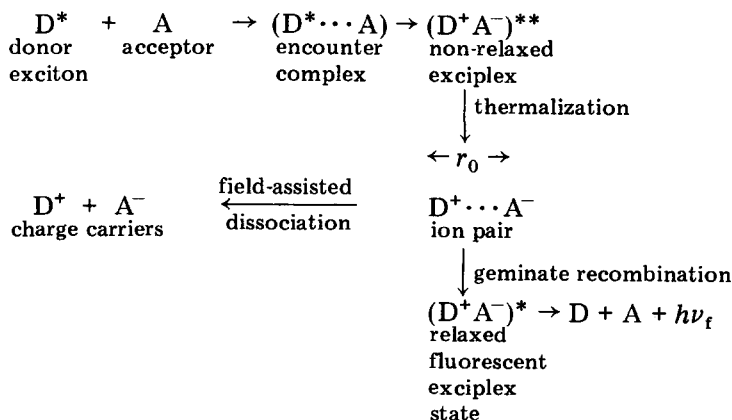 D* + A → (D*···A) → (D⁺A⁻)**
donor acceptor encounter non-relaxed
exciton complex exciplex
thermalization
← r₀ →
field-assisted
D⁺ + A⁻ ← D⁺···A⁻
charge carriers dissociation ion pair
geminate recombination
(D⁺A⁻)* → D + A + hν_f
relaxed
fluorescent
exciplex
state